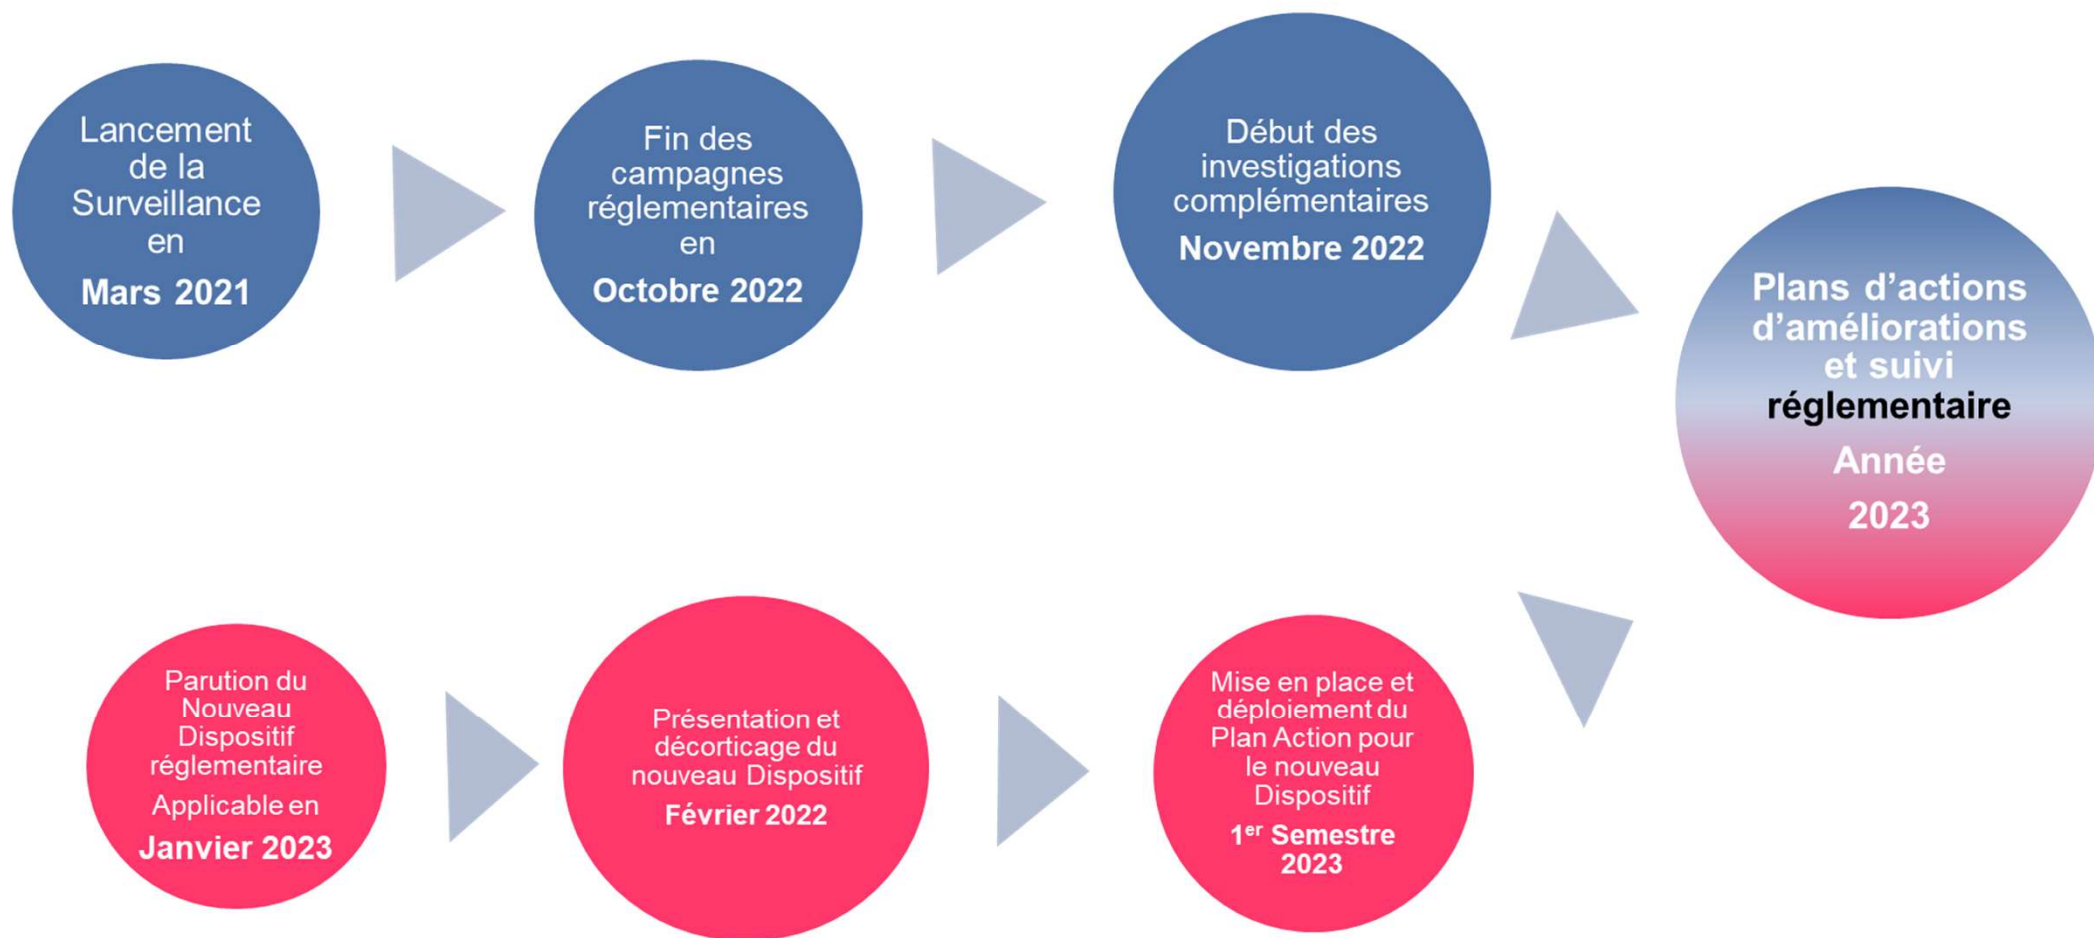 Lancement
de la
Surveillance
en
Mars 2021
Fin des
campagnes
réglementaires
en
Octobre 2022
Début des
investigations
complémentaires
Novembre 2022
Plans d’actions
d’améliorations
et suivi
réglementaire
Année
2023
Parution du
Nouveau
Dispositif
réglementaire
Applicable en
Janvier 2023
Présentation et
décorticage du
nouveau Dispositif
Février 2022
Mise en place et
déploiement du
Plan Action pour
le nouveau
Dispositif
1er Semestre
2023